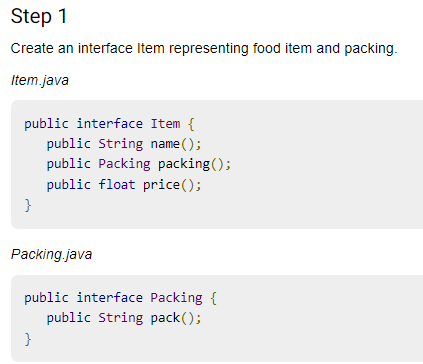 Step 1
Create an interface Item representing food item and packing.
Item.java
public interface Item {
   public String name();
   public Packing packing();
   public float price();
}
Packing.java
public interface Packing {
   public String pack();
}